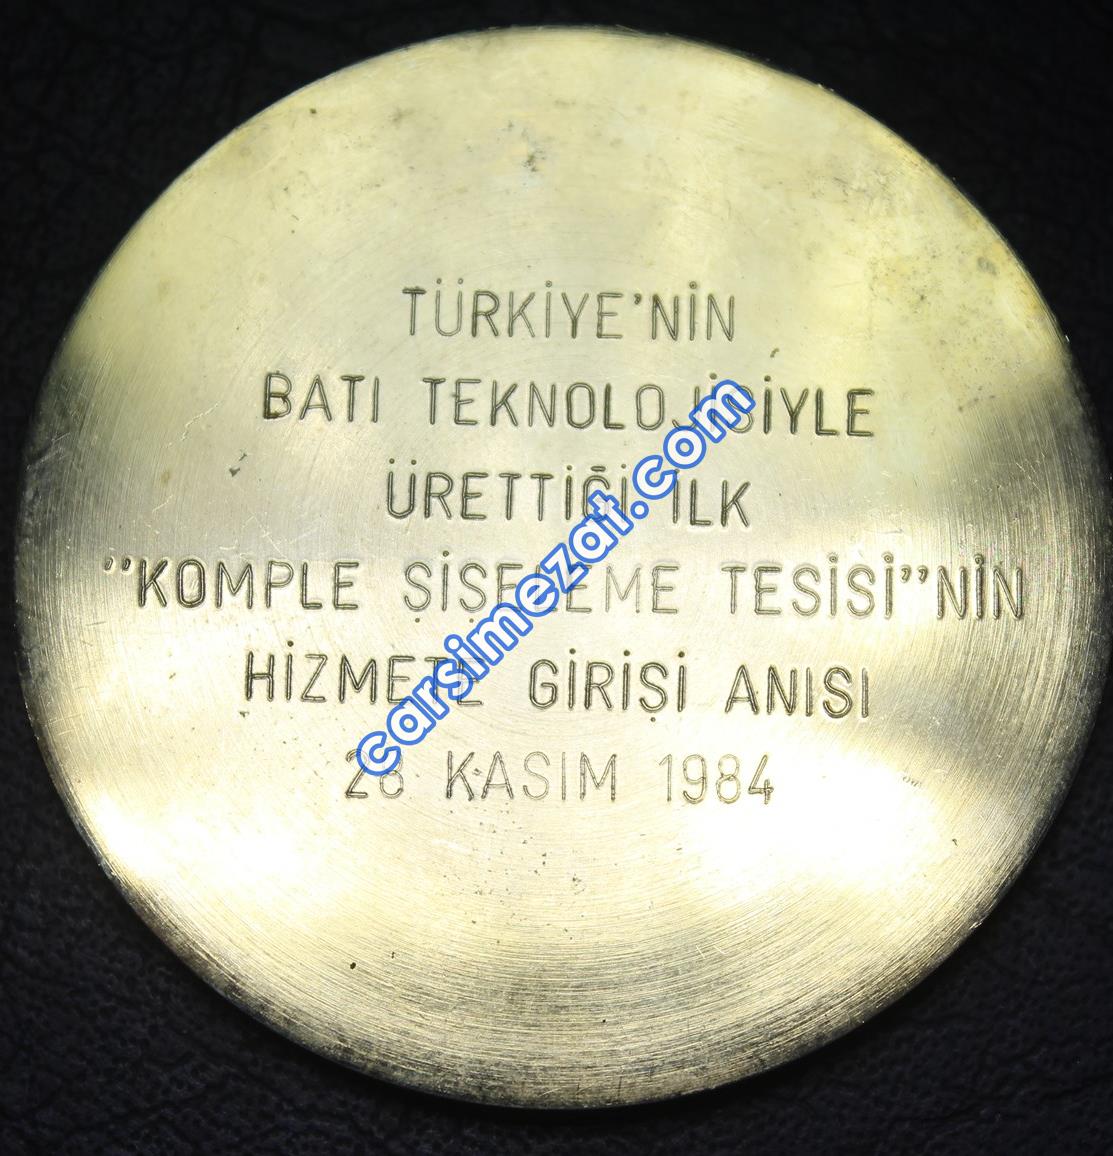 TÜRKİYE'NİN
BATI TEKNOLOJİSİYLE
ÜRETTİĞİ İLK
"KOMPLE ŞİŞELEME TESİSİ"NİN
HİZMETE GİRİŞİ ANISI
28 KASIM 1984
carsimezat.com